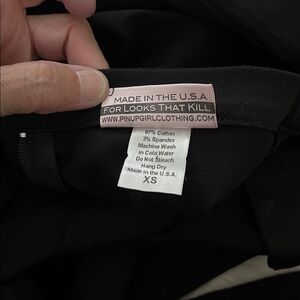 MADE IN THE U.S.A.
FOR LOOKS THAT KILL
WWW.PINUPGIRLCLOTHING.COM
97% Cotton
3% Spandex
Machine Wash
in Cold Water
Do Not Bleach
Hang Dry
Made in the U.S.A.
XS